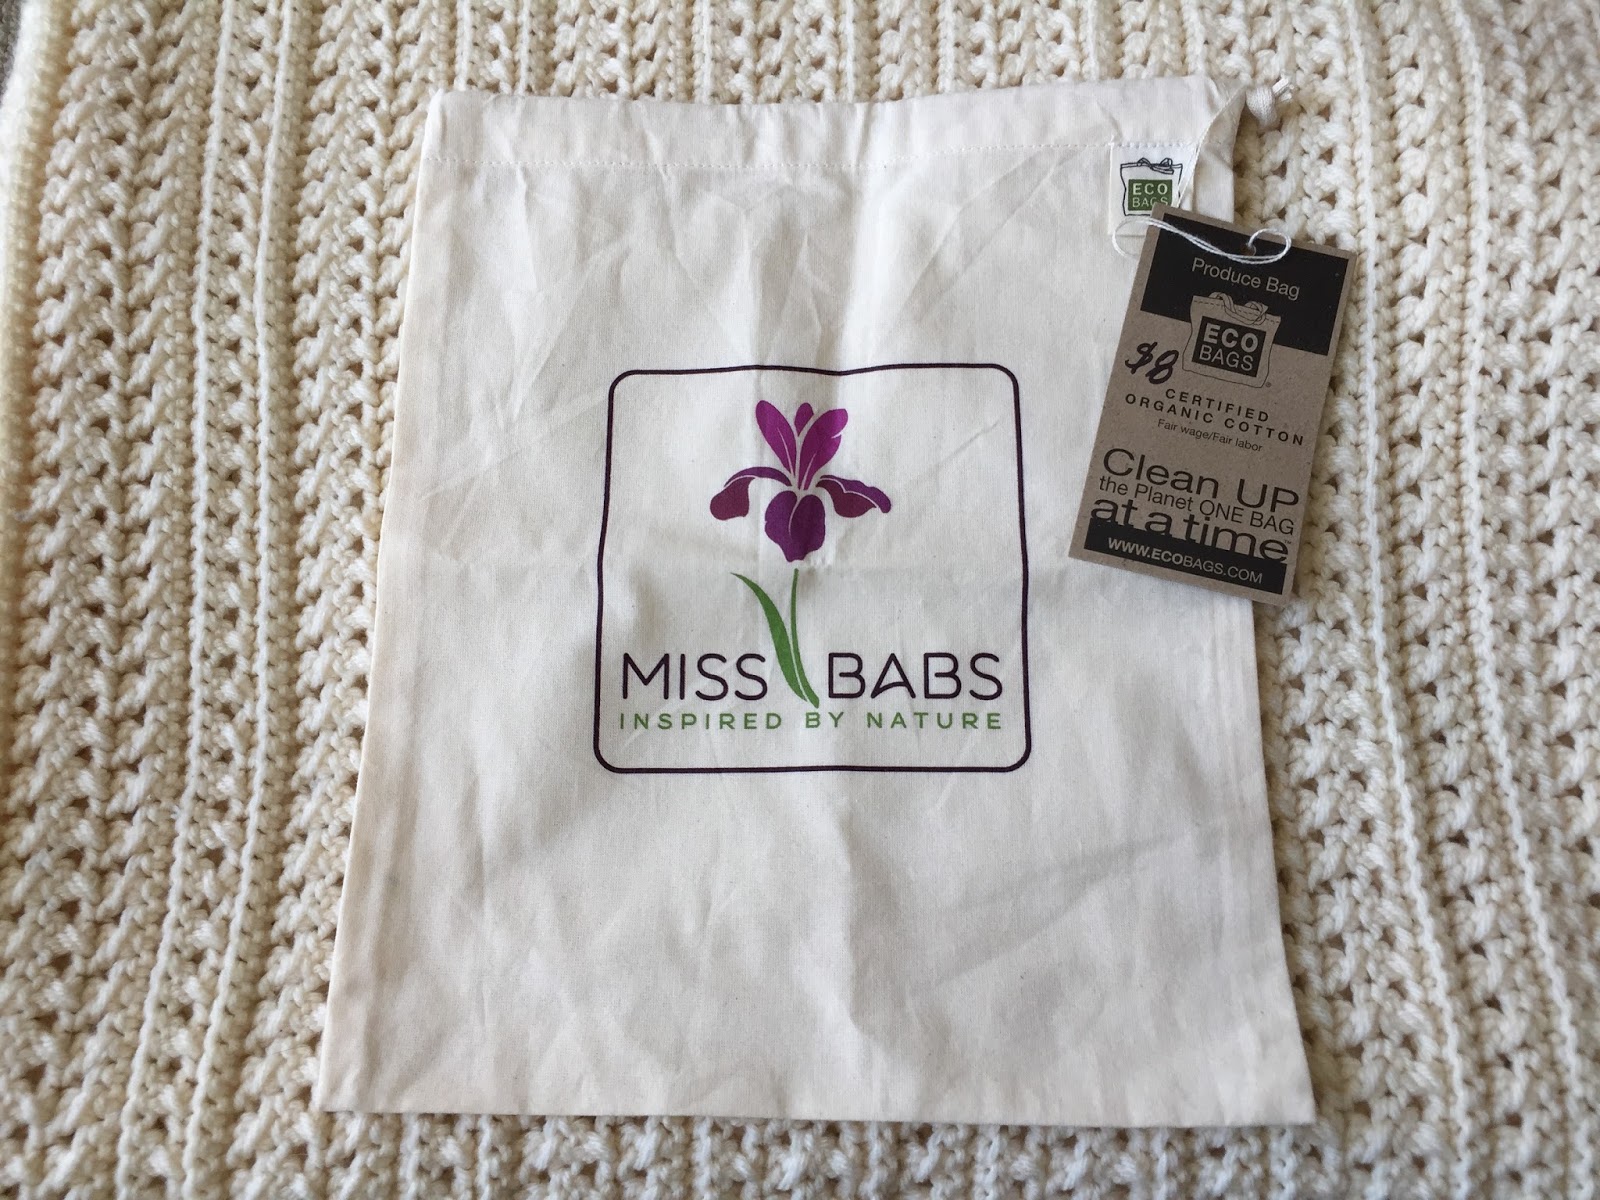 ECO
BAGS
Produce Bag
ECO
BAGS
$8
CERTIFIED
ORGANIC COTTON
Fair wage/Fair labor
Clean UP
the Planet ONE BAG
at a time
WWW.ECOBAGS.COM
MISS BABS
INSPIRED BY NATURE